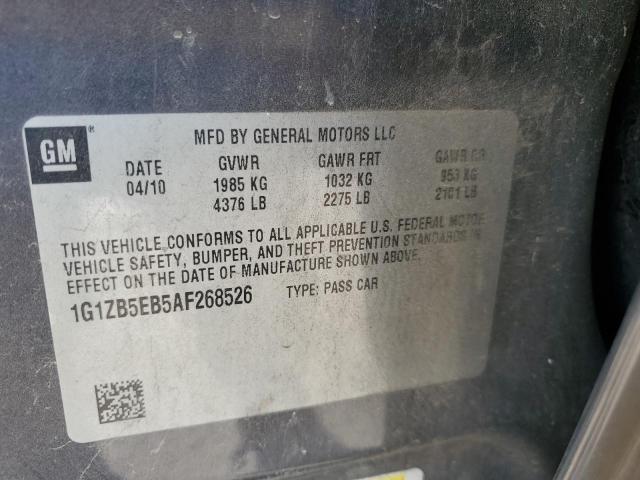 GM
®
MFD BY GENERAL MOTORS LLC
DATE GVWR GAWR FRT GAWR RR
04/10 1985 KG 1032 KG 953 KG
4376 LB 2275 LB 2101 LB
THIS VEHICLE CONFORMS TO ALL APPLICABLE U.S. FEDERAL MOTOR
VEHICLE SAFETY, BUMPER, AND THEFT PREVENTION STANDARDS IN
EFFECT ON THE DATE OF MANUFACTURE SHOWN ABOVE.
1G1ZB5EB5AF268526 TYPE: PASS CAR